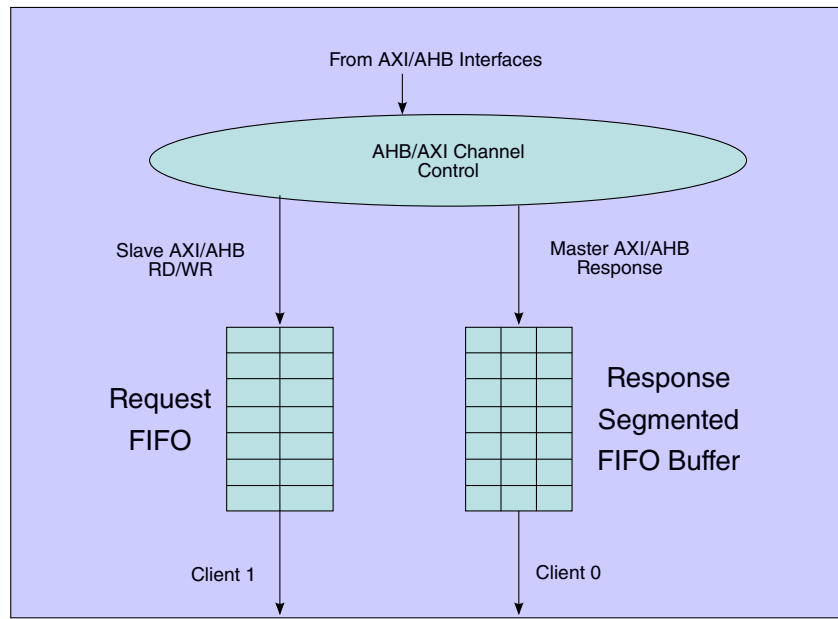 From AXI/AHB Interfaces
AHB/AXI Channel
Control
Slave AXI/AHB
RD/WR
Master AXI/AHB
Response
Request
FIFO
Response
Segmented
FIFO Buffer
Client 1
Client 0